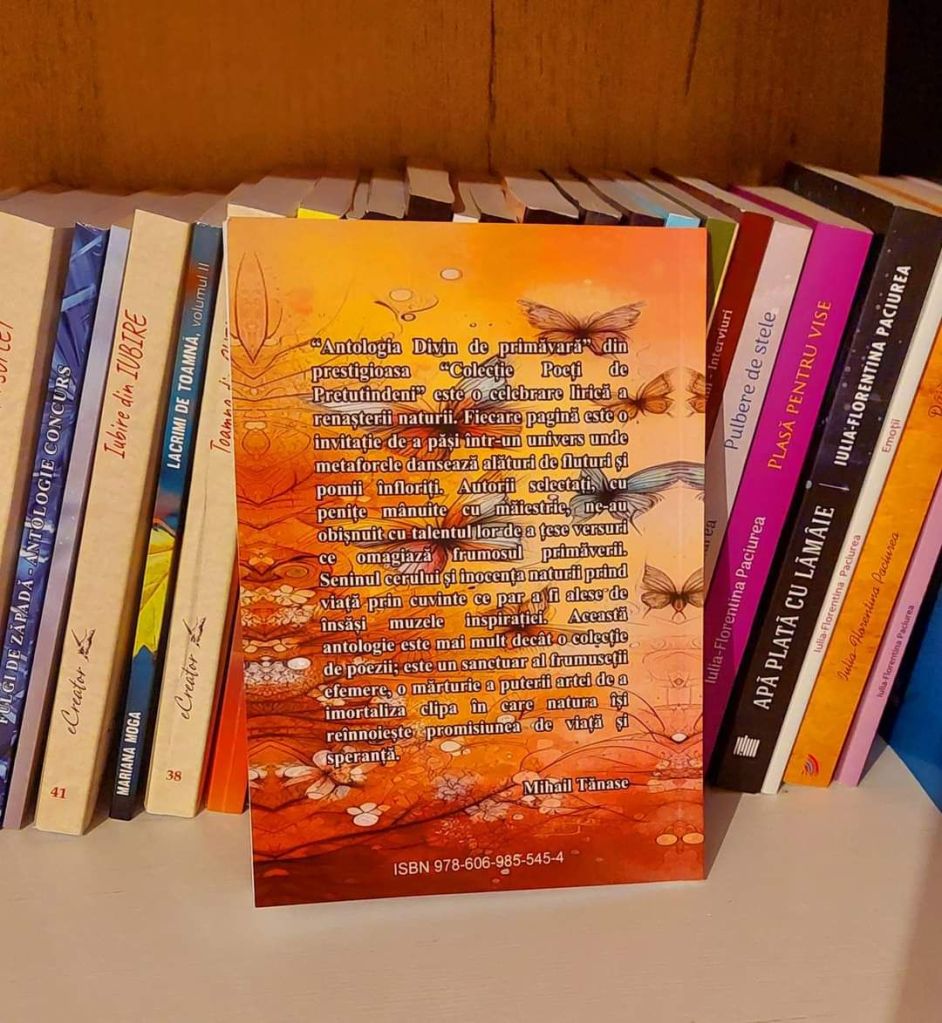 FULGI DE ZĂPADĂ - ANTOLOGIE CONCURS
Iubire din IUBIRE
eCreator
41
LACRIMI DE TOAMNĂ, volumul II
MARIANA MOGA
Toamna
eCreator
38
“Antologia Divin de primăvară” din
prestigioasa “Colecție Poeți de
Pretutindeni” este o celebrare lirică a
renașterii naturii. Fiecare pagină este o
invitație de a păși într-un univers unde
metaforele dansează alături de fluturi și
pomii înfloriți. Autorii selectați, cu
penițe mânuite cu măiestrie, ne-au
obișnuit cu talentul lor de a țese versuri
ce omagiază frumosul primăverii.
Seninul cerului și inocența naturii prind
viață prin cuvinte ce par a fi alese de
însăși muzele inspirației. Această
antologie este mai mult decât o colecție
de poezii; este un sanctuar al frumuseții
efemere, o mărturie a puterii artei de a
imortaliza clipa în care natura își
reînnoiește promisiunea de viață și
speranță.
Mihail Tănase
ISBN 978-606-985-545-4
- Interviuri
Pulbere de stele
PLASĂ PENTRU VISE
Iulia-Florentina Paciurea
APĂ PLATĂ CU LĂMÂIE | IULIA-FLORENTINA PACIUREA
Emoții
Iulia-Florentina Paciurea
Iulia Florentina Paciurea
Iulia-Florentina Paciurea